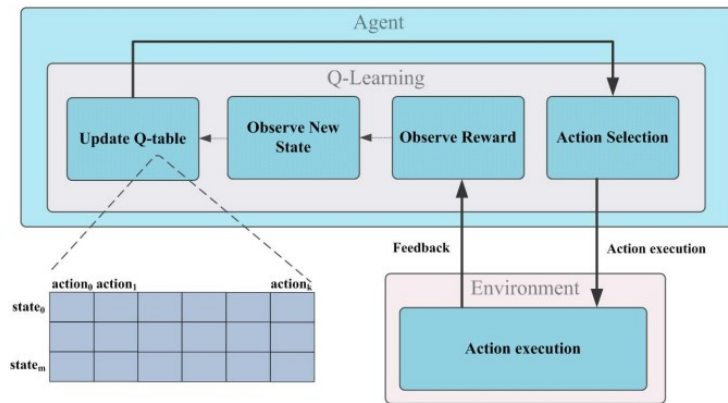 Agent
Q-Learning
Update Q-table
Observe New
State
Observe Reward
Action Selection
Feedback
Action execution
action₀ action₁ actionₖ
state₀
stateₘ
Environment
Action execution